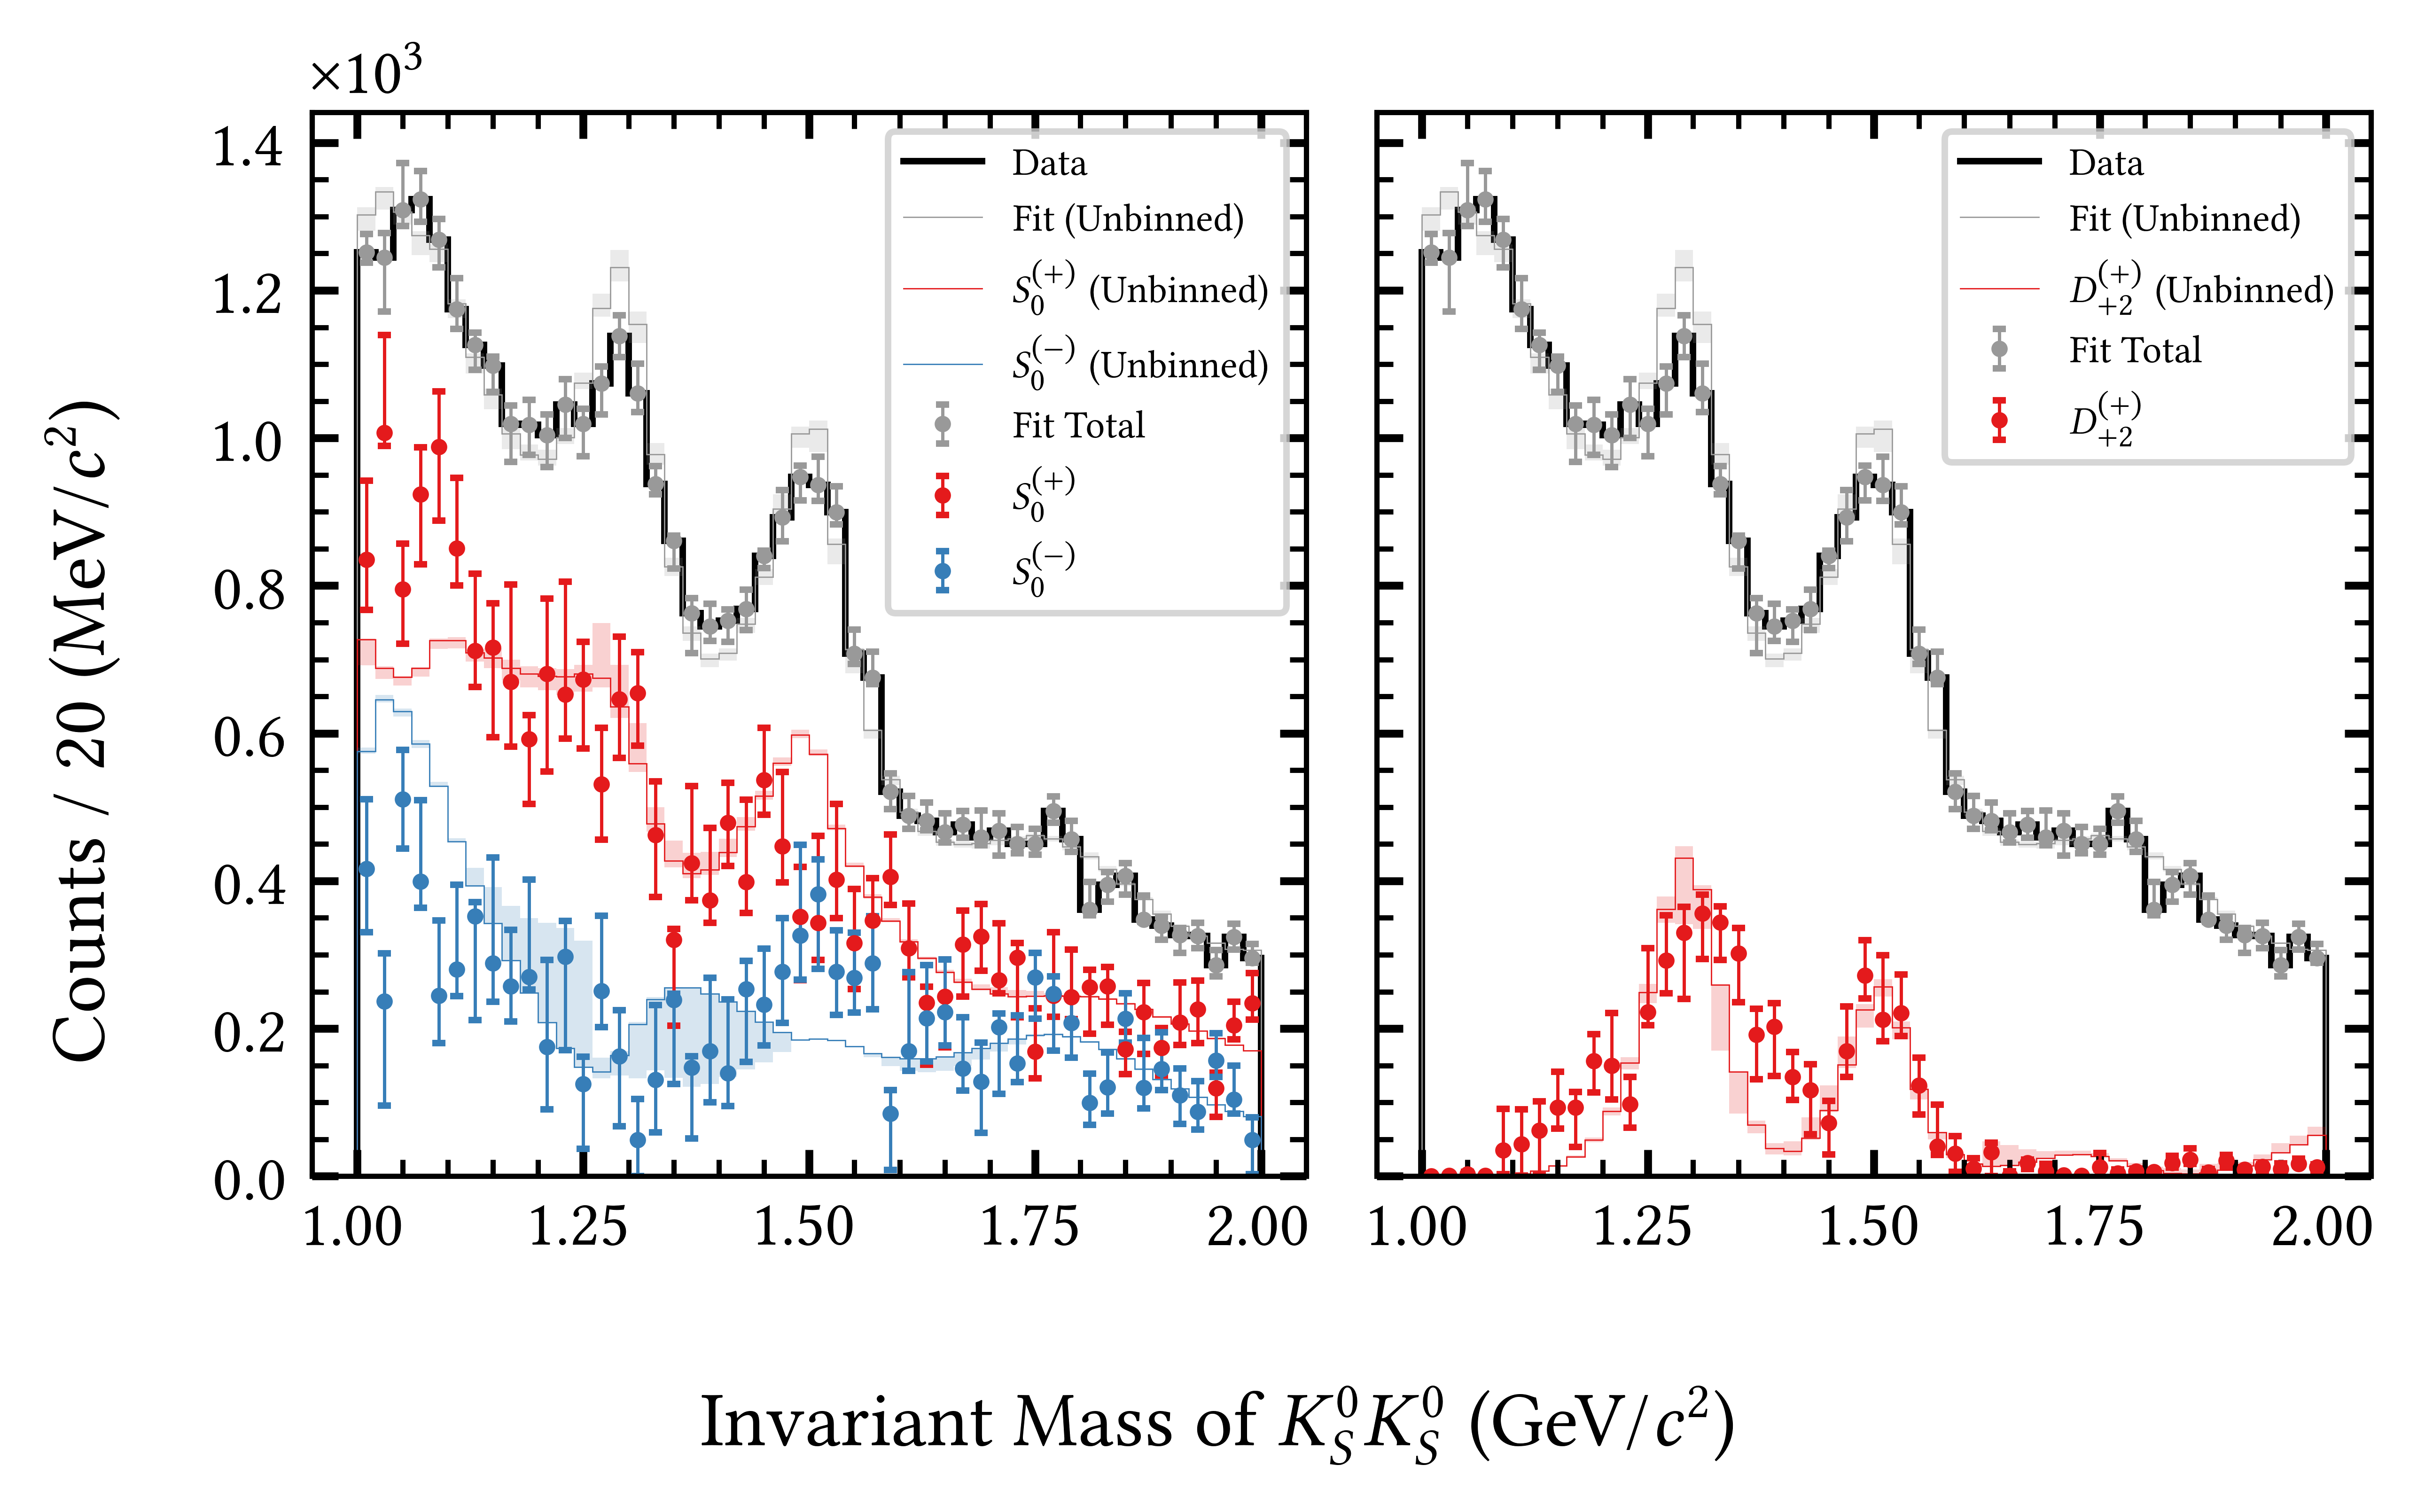 ×10³
Counts / 20 (MeV/c²)
1.4
1.2
1.0
0.8
0.6
0.4
0.2
0.0
Data
Fit (Unbinned)
S₀⁽⁺⁾ (Unbinned)
S₀⁽⁻⁾ (Unbinned)
Fit Total
S₀⁽⁺⁾
S₀⁽⁻⁾
1.00 1.25 1.50 1.75 2.00
Data
Fit (Unbinned)
D₊₂⁽⁺⁾ (Unbinned)
Fit Total
D₊₂⁽⁺⁾
1.00 1.25 1.50 1.75 2.00
Invariant Mass of K_S⁰K_S⁰ (GeV/c²)